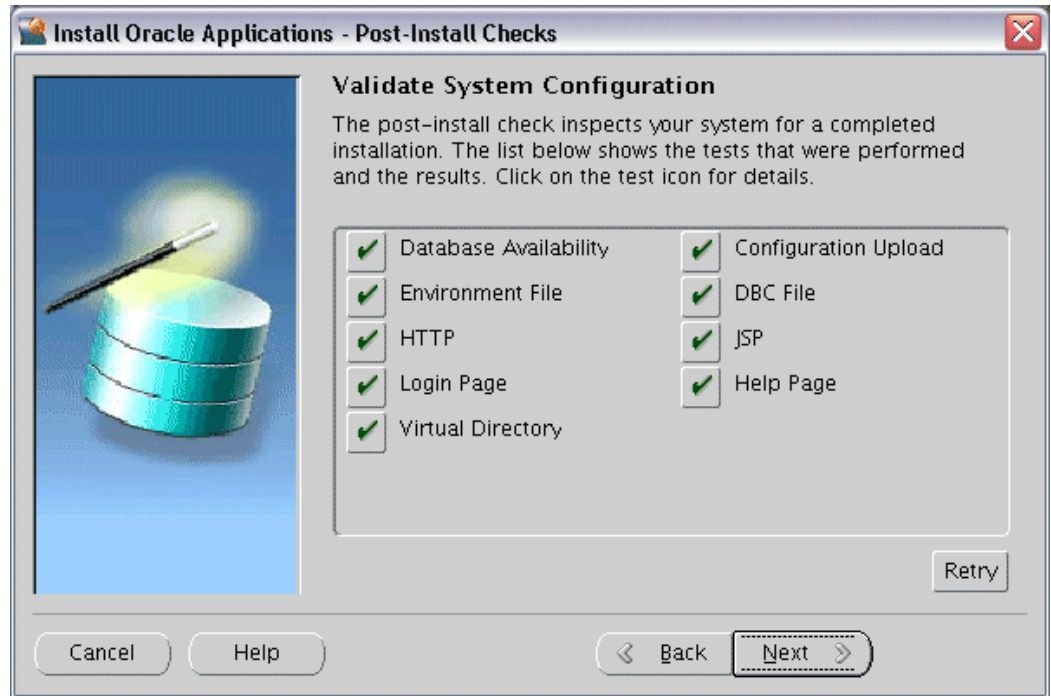 Install Oracle Applications - Post-Install Checks
Validate System Configuration
The post-install check inspects your system for a completed
installation. The list below shows the tests that were performed
and the results. Click on the test icon for details.
Database Availability
Configuration Upload
Environment File
DBC File
HTTP
JSP
Login Page
Help Page
Virtual Directory
Retry
Cancel
Help
Back
Next